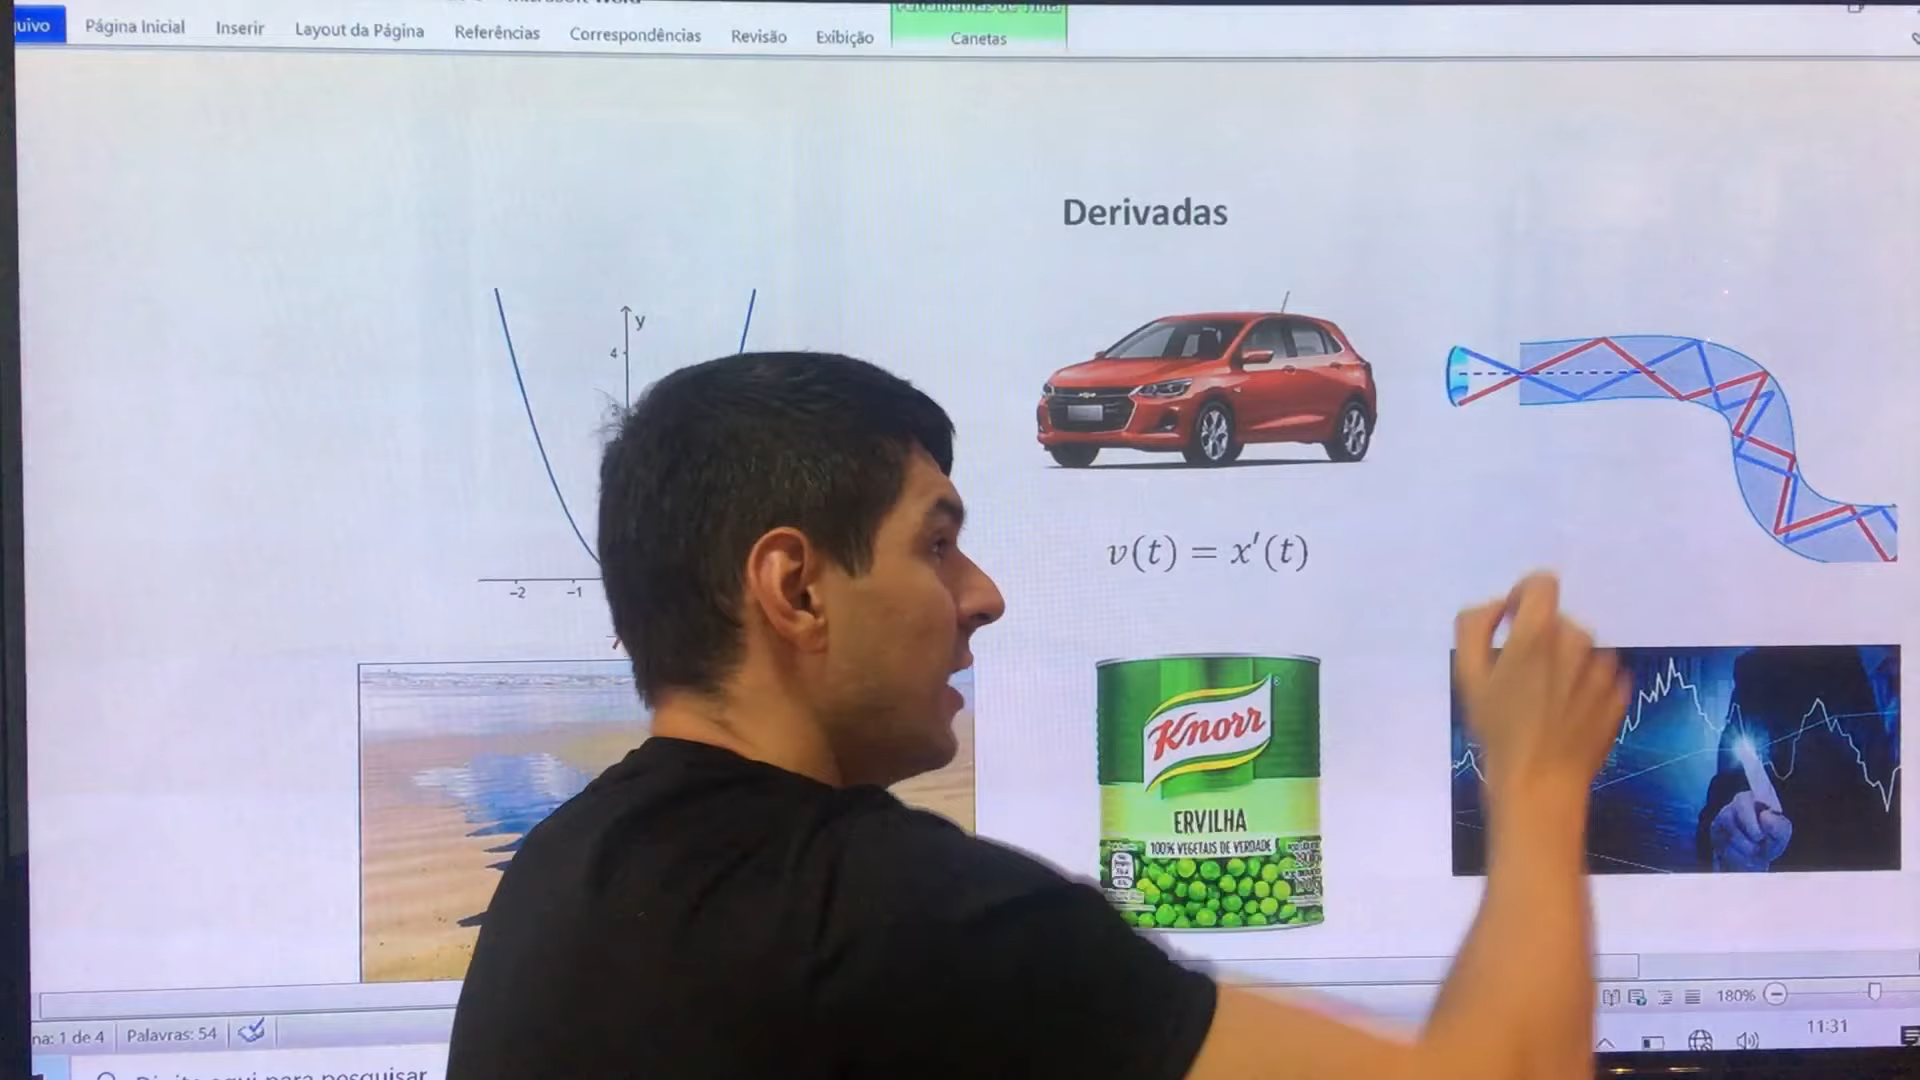 Página Inicial Inserir Layout da Página Referências Correspondências Revisão Exibição Canetas
Derivadas
y
4
3
-2 -1
v(t) = x′(t)
Knorr
ERVILHA
100% VEGETAIS DE VERDADE
180%
na: 1 de 4 Palavras: 54
11:31